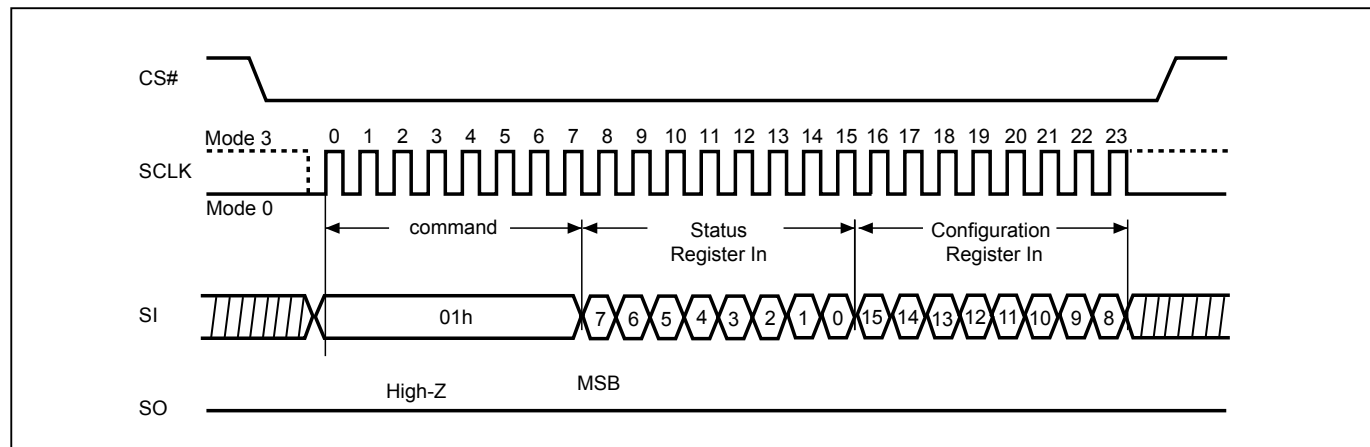 CS#
Mode 3
0 1 2 3 4 5 6 7 8 9 10 11 12 13 14 15 16 17 18 19 20 21 22 23
SCLK
Mode 0
command
Status
Register In
Configuration
Register In
SI
01h
7 6 5 4 3 2 1 0 15 14 13 12 11 10 9 8
High-Z
MSB
SO